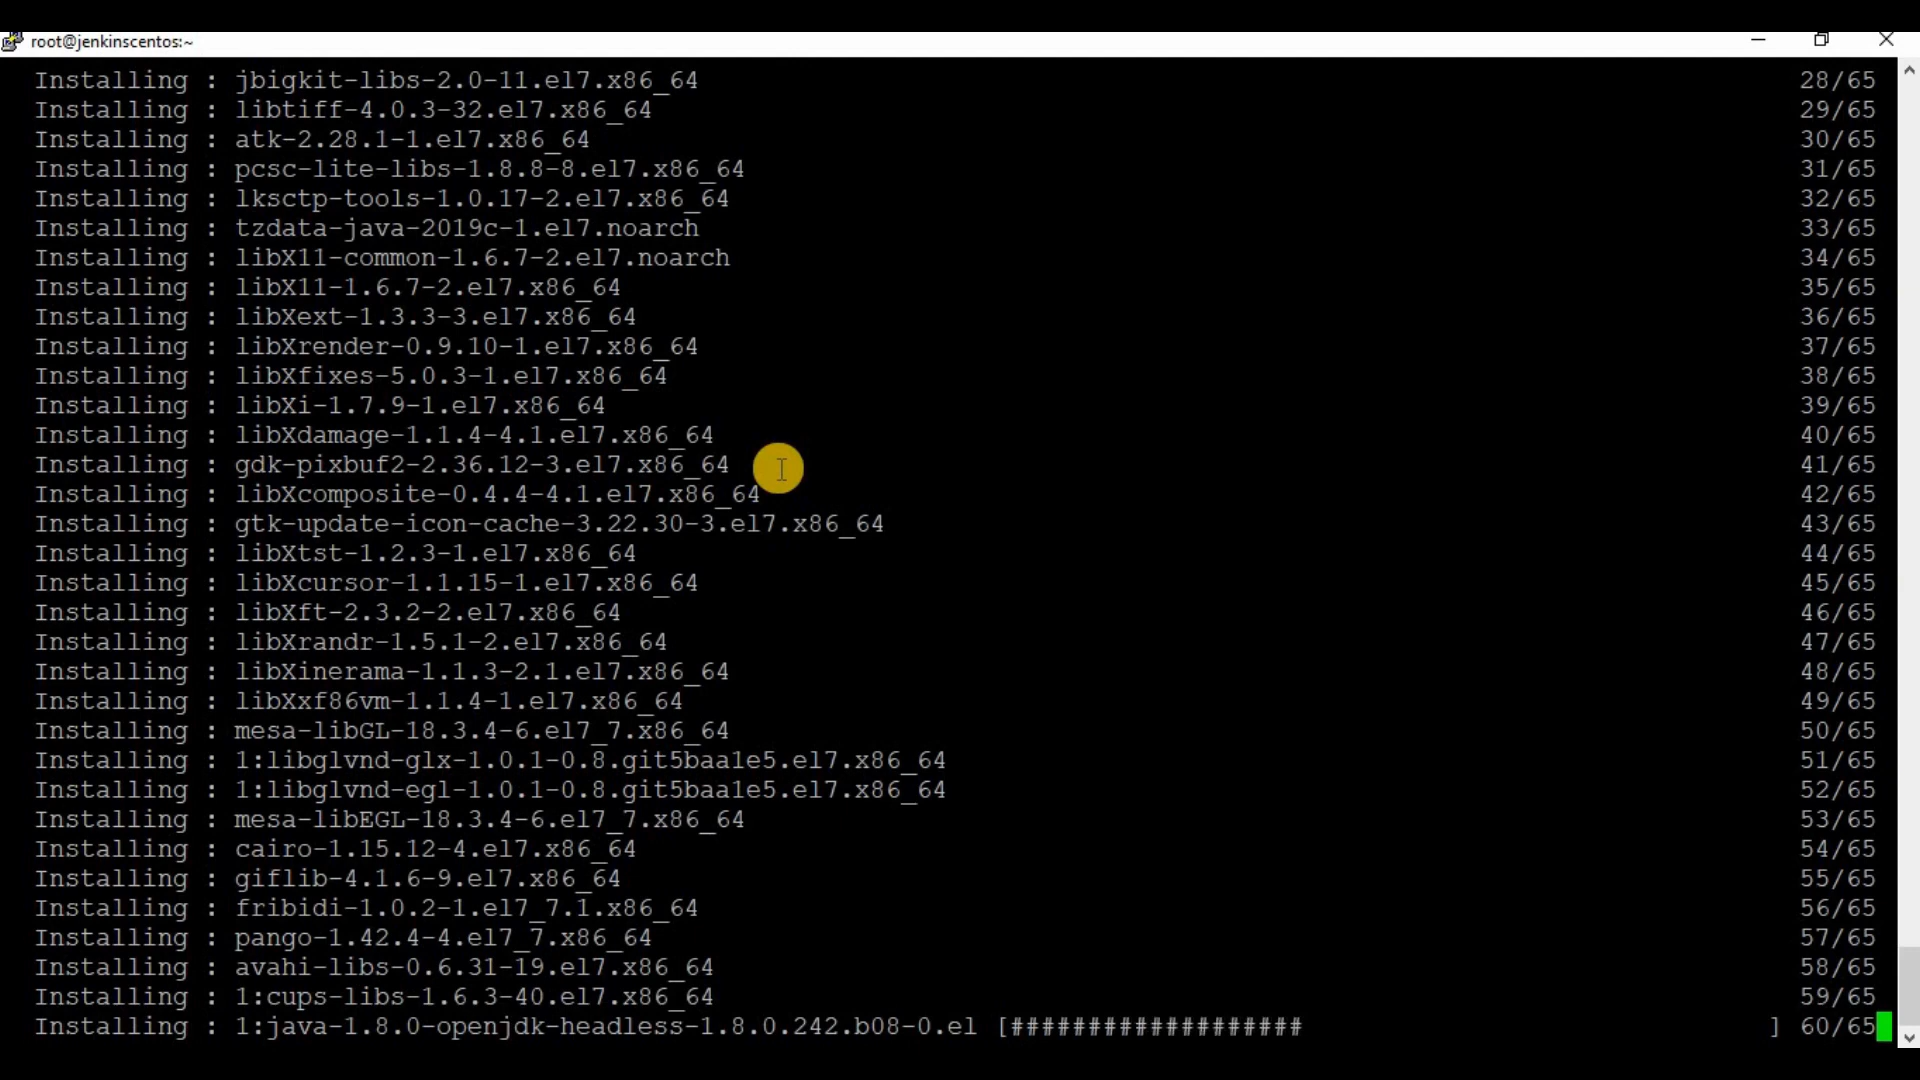 root@jenkinscentos:~
Installing : jbigkit-libs-2.0-11.el7.x86_64 28/65
Installing : libtiff-4.0.3-32.el7.x86_64 29/65
Installing : atk-2.28.1-1.el7.x86_64 30/65
Installing : pcsc-lite-libs-1.8.8-8.el7.x86_64 31/65
Installing : lksctp-tools-1.0.17-2.el7.x86_64 32/65
Installing : tzdata-java-2019c-1.el7.noarch 33/65
Installing : libX11-common-1.6.7-2.el7.noarch 34/65
Installing : libX11-1.6.7-2.el7.x86_64 35/65
Installing : libXext-1.3.3-3.el7.x86_64 36/65
Installing : libXrender-0.9.10-1.el7.x86_64 37/65
Installing : libXfixes-5.0.3-1.el7.x86_64 38/65
Installing : libXi-1.7.9-1.el7.x86_64 39/65
Installing : libXdamage-1.1.4-4.1.el7.x86_64 40/65
Installing : gdk-pixbuf2-2.36.12-3.el7.x86_64 41/65
Installing : libXcomposite-0.4.4-4.1.el7.x86_64 42/65
Installing : gtk-update-icon-cache-3.22.30-3.el7.x86_64 43/65
Installing : libXtst-1.2.3-1.el7.x86_64 44/65
Installing : libXcursor-1.1.15-1.el7.x86_64 45/65
Installing : libXft-2.3.2-2.el7.x86_64 46/65
Installing : libXrandr-1.5.1-2.el7.x86_64 47/65
Installing : libXinerama-1.1.3-2.1.el7.x86_64 48/65
Installing : libXxf86vm-1.1.4-1.el7.x86_64 49/65
Installing : mesa-libGL-18.3.4-6.el7_7.x86_64 50/65
Installing : 1:libglvnd-glx-1.0.1-0.8.git5baa1e5.el7.x86_64 51/65
Installing : 1:libglvnd-egl-1.0.1-0.8.git5baa1e5.el7.x86_64 52/65
Installing : mesa-libEGL-18.3.4-6.el7_7.x86_64 53/65
Installing : cairo-1.15.12-4.el7.x86_64 54/65
Installing : giflib-4.1.6-9.el7.x86_64 55/65
Installing : fribidi-1.0.2-1.el7_7.1.x86_64 56/65
Installing : pango-1.42.4-4.el7_7.x86_64 57/65
Installing : avahi-libs-0.6.31-19.el7.x86_64 58/65
Installing : 1:cups-libs-1.6.3-40.el7.x86_64 59/65
Installing : 1:java-1.8.0-openjdk-headless-1.8.0.242.b08-0.el [################### ] 60/65